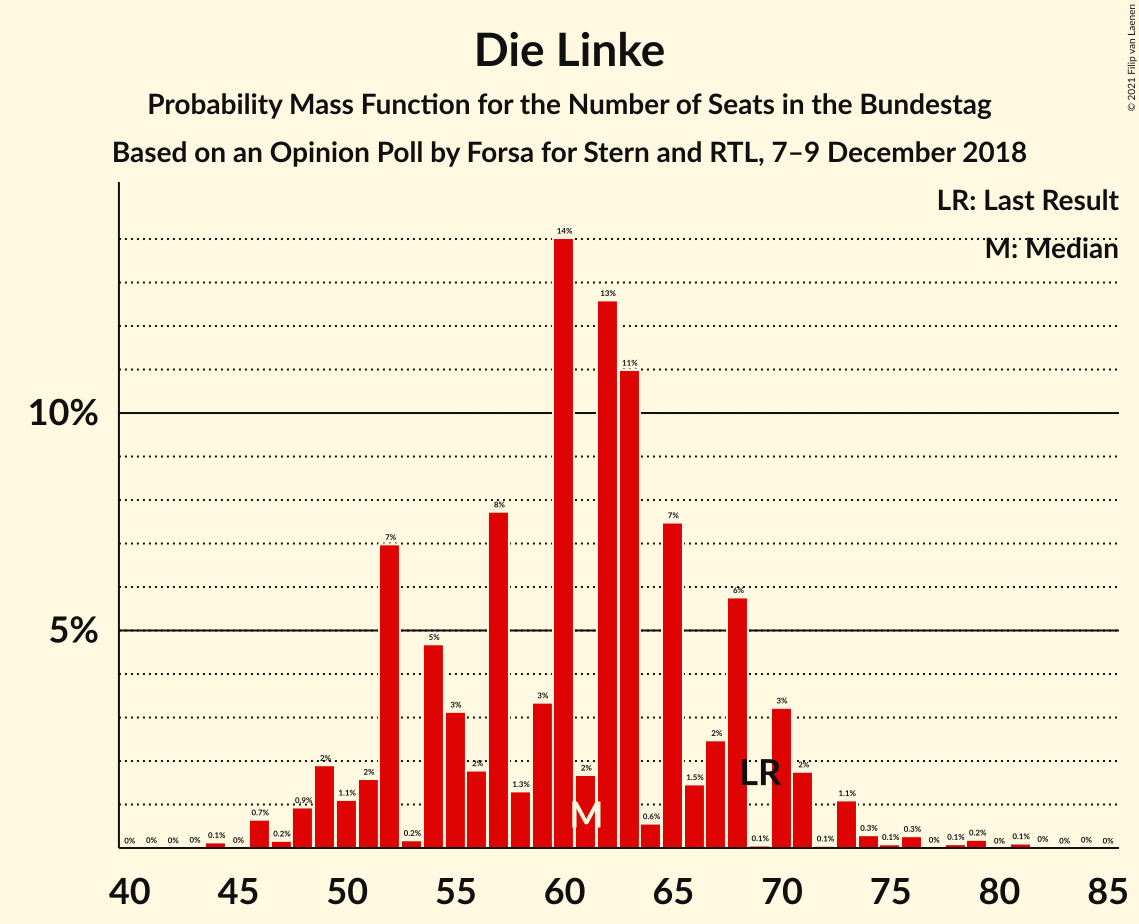 Die Linke
Probability Mass Function for the Number of Seats in the Bundestag
Based on an Opinion Poll by Forsa for Stern and RTL, 7–9 December 2018
© 2021 Filip van Laenen
LR: Last Result
M: Median
10%
5%
0% 0% 0% 0% 0.1% 0% 0.7% 0.2% 0.9% 2% 1.1% 2% 7% 0.2% 5% 3% 2% 8% 1.3% 3% 14% 2% 13% 11% 0.6% 7% 1.5% 2% 6% 0.1% 3% 2% 0.1% 1.1% 0.3% 0.1% 0.3% 0% 0.1% 0.2% 0% 0.1% 0% 0% 0% 0%
LR
M
40 45 50 55 60 65 70 75 80 85